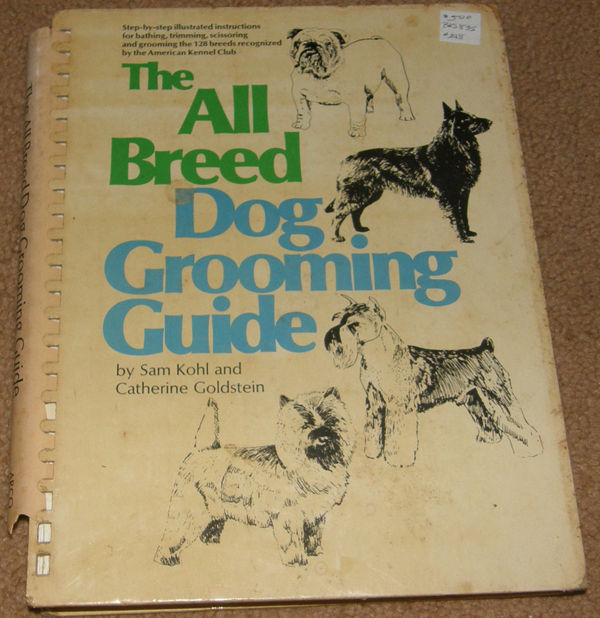 Step-by-step illustrated instructions
for bathing, trimming, scissoring
and grooming the 128 breeds recognized
by the American Kennel Club
The
All
Breed
Dog
Grooming
Guide
by Sam Kohl and
Catherine Goldstein
The All Breed Dog Grooming Guide